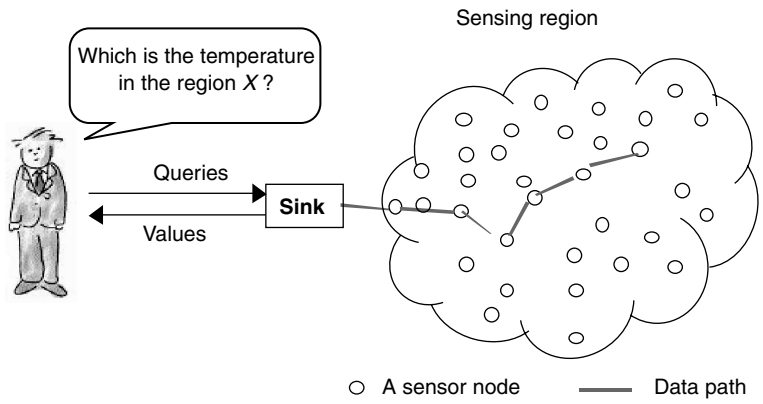 Sensing region
Which is the temperature
in the region X ?
Queries
Sink
Values
A sensor node
Data path